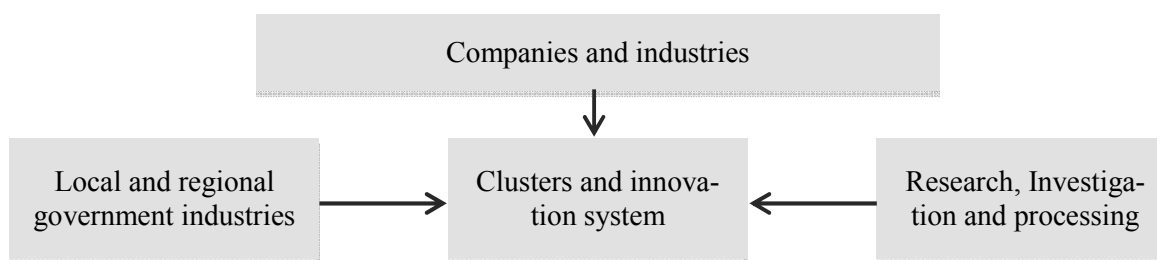 Companies and industries
Local and regional
government industries
Clusters and innova-
tion system
Research, Investiga-
tion and processing